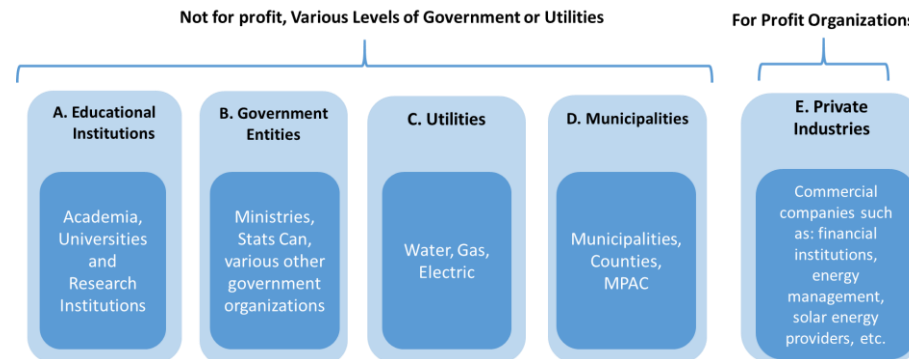 Not for profit, Various Levels of Government or Utilities
For Profit Organizations
A. Educational
Institutions
Academia,
Universities
and
Research
Institutions
B. Government
Entities
Ministries,
Stats Can,
various other
government
organizations
C. Utilities
Water, Gas,
Electric
D. Municipalities
Municipalities,
Counties,
MPAC
E. Private
Industries
Commercial
companies such
as: financial
institutions,
energy
management,
solar energy
providers, etc.